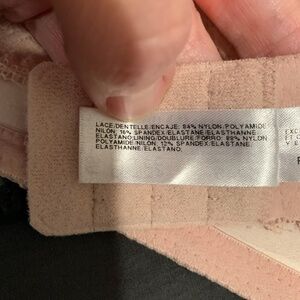 LACE/DENTELLE/ENCAJE: 84% NYLON/POLYAMIDE
NILON, 16% SPANDEX/ELASTANE/ELASTHANNE
ELASTANO;LINING/DOUBLURE/FORRO: 88% NYLON
POLYAMIDE/NILON, 12% SPANDEX/ELASTANE
ELASTHANNE/ELASTANO.
EXC